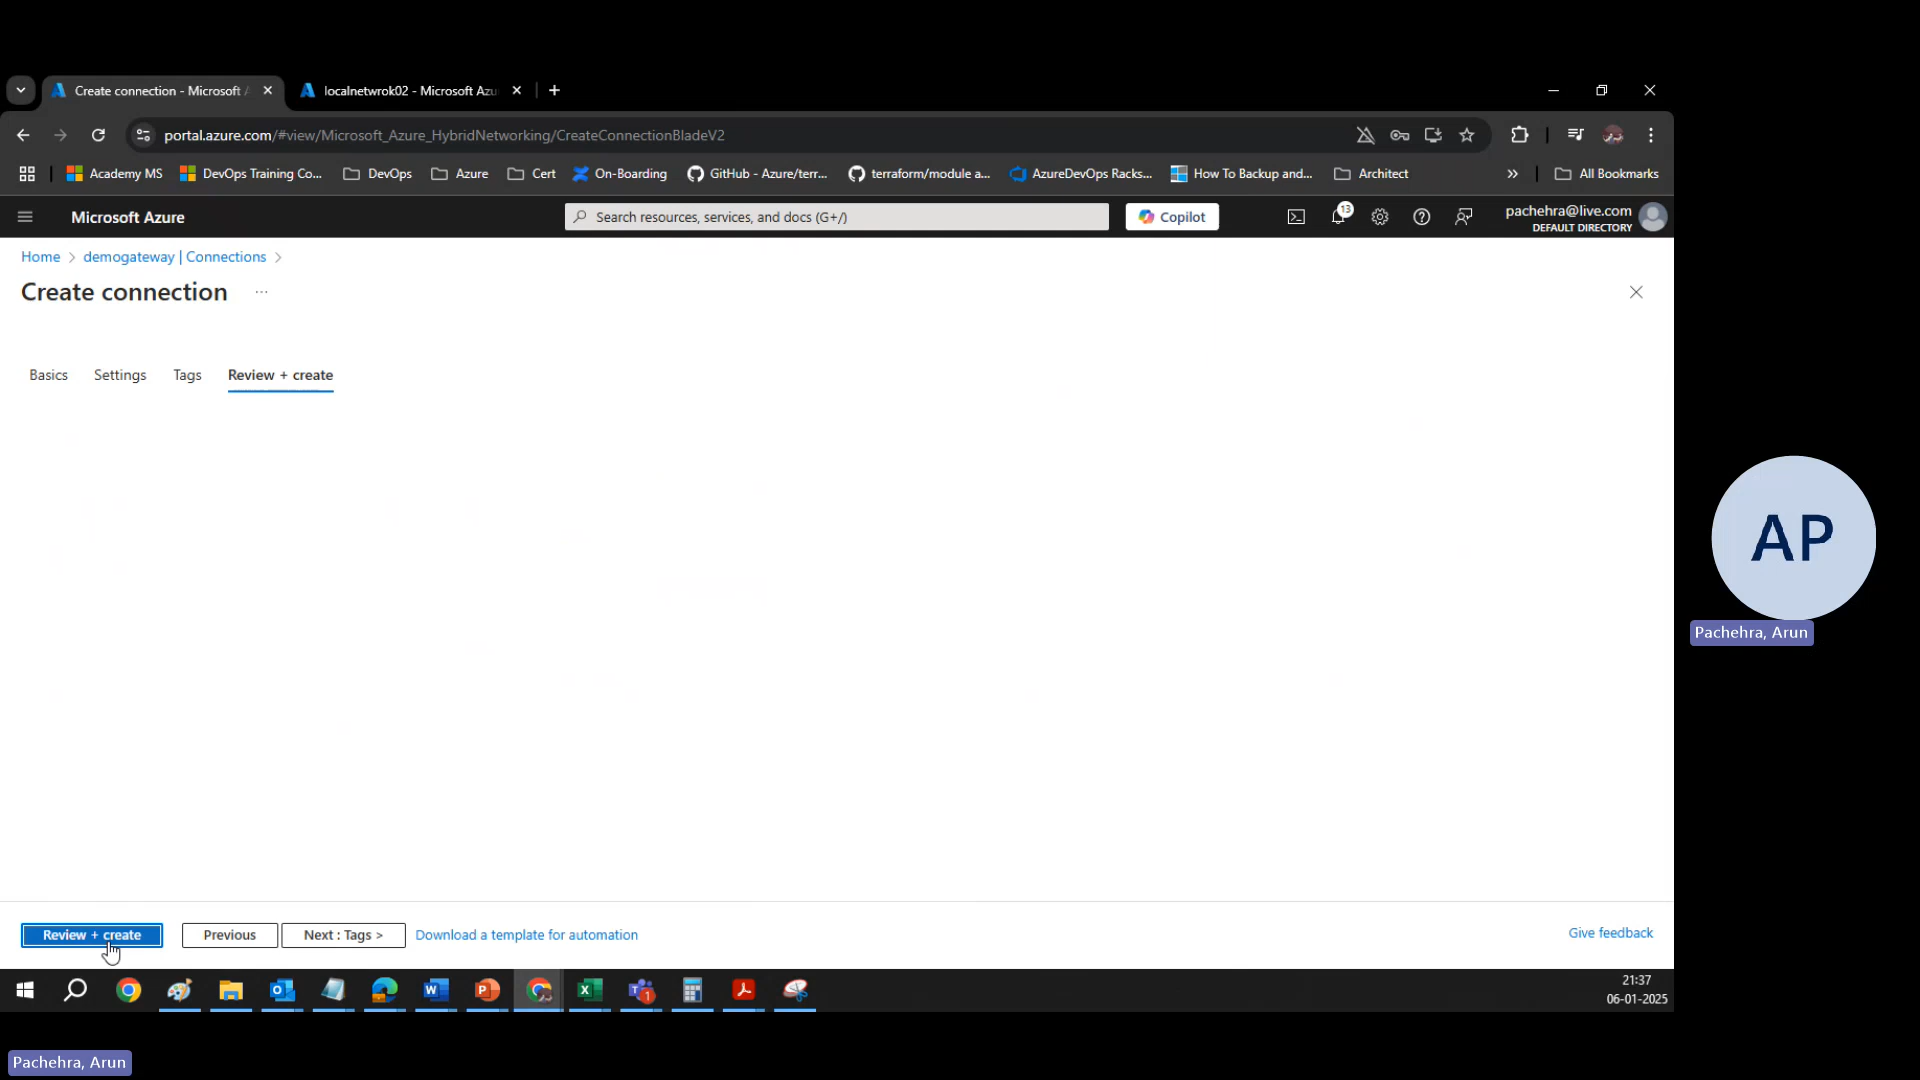 Create connection - Microsoft A
localnetwrok02 - Microsoft Azu
portal.azure.com/#view/Microsoft_Azure_HybridNetworking/CreateConnectionBladeV2
Academy MS
DevOps Training Co...
DevOps
Azure
Cert
On-Boarding
GitHub - Azure/terr...
terraform/module a...
AzureDevOps Racks...
How To Backup and...
Architect
»
All Bookmarks
Microsoft Azure
Search resources, services, and docs (G+/)
Copilot
13
pachehra@live.com
DEFAULT DIRECTORY
Home > demogateway | Connections >
Create connection ...
Basics
Settings
Tags
Review + create
AP
Pachehra, Arun
Review + create
Previous
Next : Tags >
Download a template for automation
Give feedback
1
21:37
06-01-2025
Pachehra, Arun